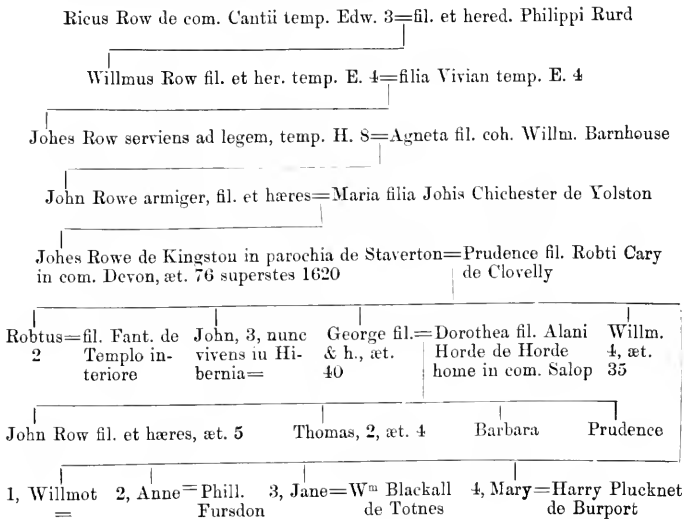 Ricus Row de com. Cantii temp. Edw. 3=fil. et hered. Philippi Rurd
Willmus Row fil. et her. temp. E. 4=filia Vivian temp. E. 4
Johes Row serviens ad legem, temp. H. 8=Agneta fil. coh. Willm. Barnhouse
John Rowe armiger, fil. et hæres=Maria filia Johis Chichester de Yolston
Johes Rowe de Kingston in parochia de Staverton=Prudence fil. Robti Cary
in com. Devon, æt. 76 superstes 1620 de Clovelly
Robtus=fil. Fant. de John, 3, nunc George fil.=Dorothea fil. Alani Willm.
2 Templo in- vivens in Hi- & h., æt. Horde de Horde 4, æt.
teriore bernia= 40 home in com. Salop 35
John Row fil. et hæres, æt. 5 Thomas, 2, æt. 4 Barbara Prudence
1, Willmot 2, Anne=Phill. 3, Jane=Wm Blackall 4, Mary=Harry Plucknet
= Fursdon de Totnes de Burport